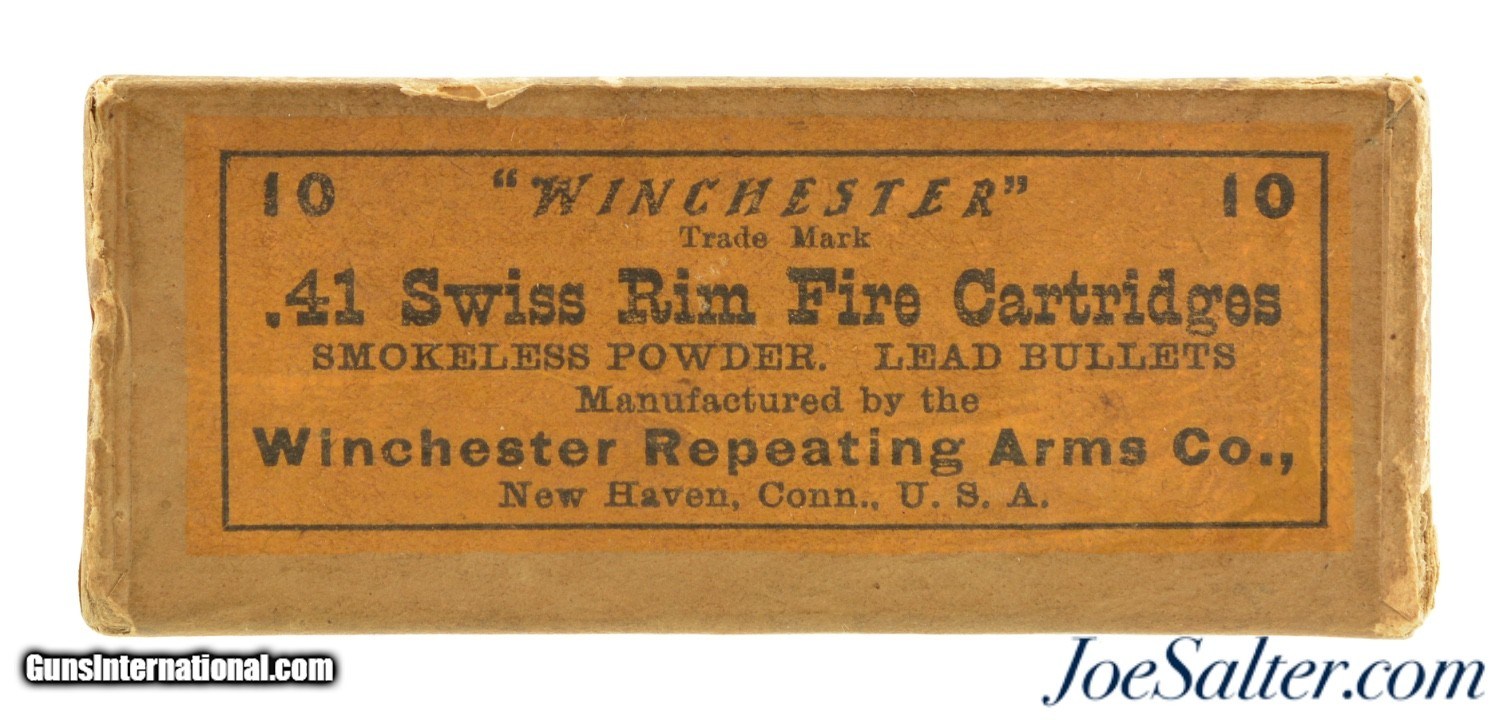 10 "WINCHESTER" 10
Trade Mark
.41 Swiss Rim Fire Cartridges
SMOKELESS POWDER. LEAD BULLETS
Manufactured by the
Winchester Repeating Arms Co.,
New Haven, Conn., U. S. A.
GunsInternational.com
JoeSalter.com